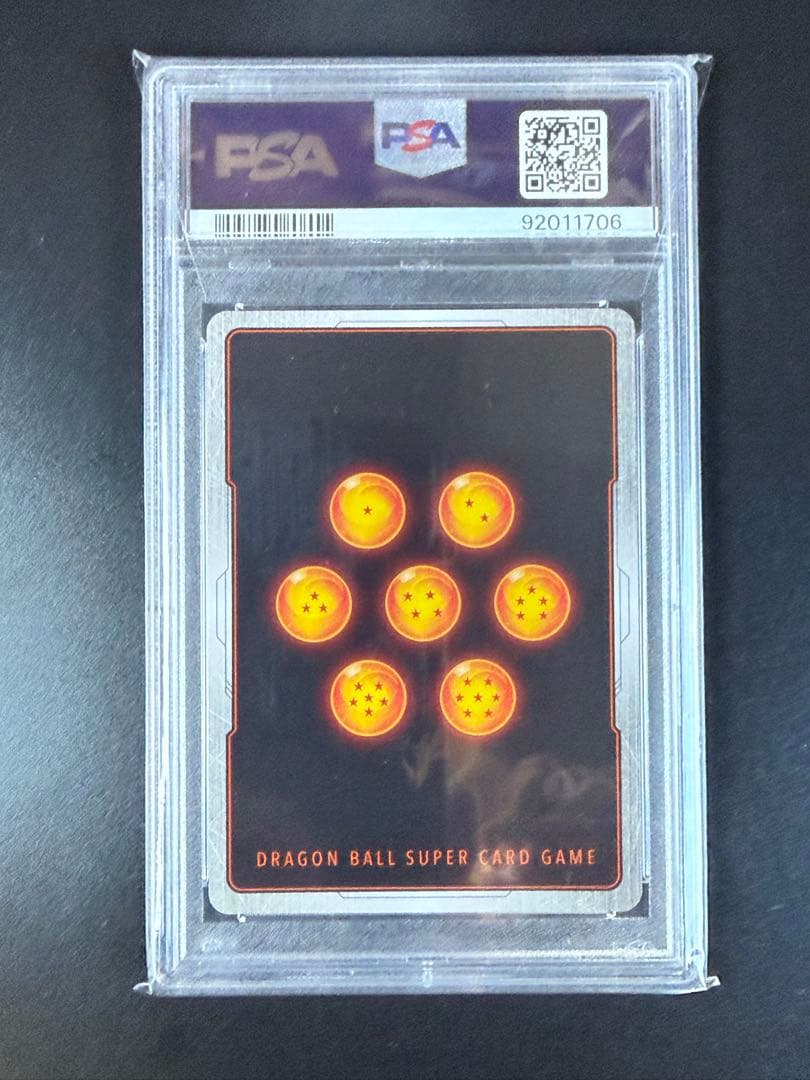 PSA
PSA
92011706
DRAGON BALL SUPER CARD GAME